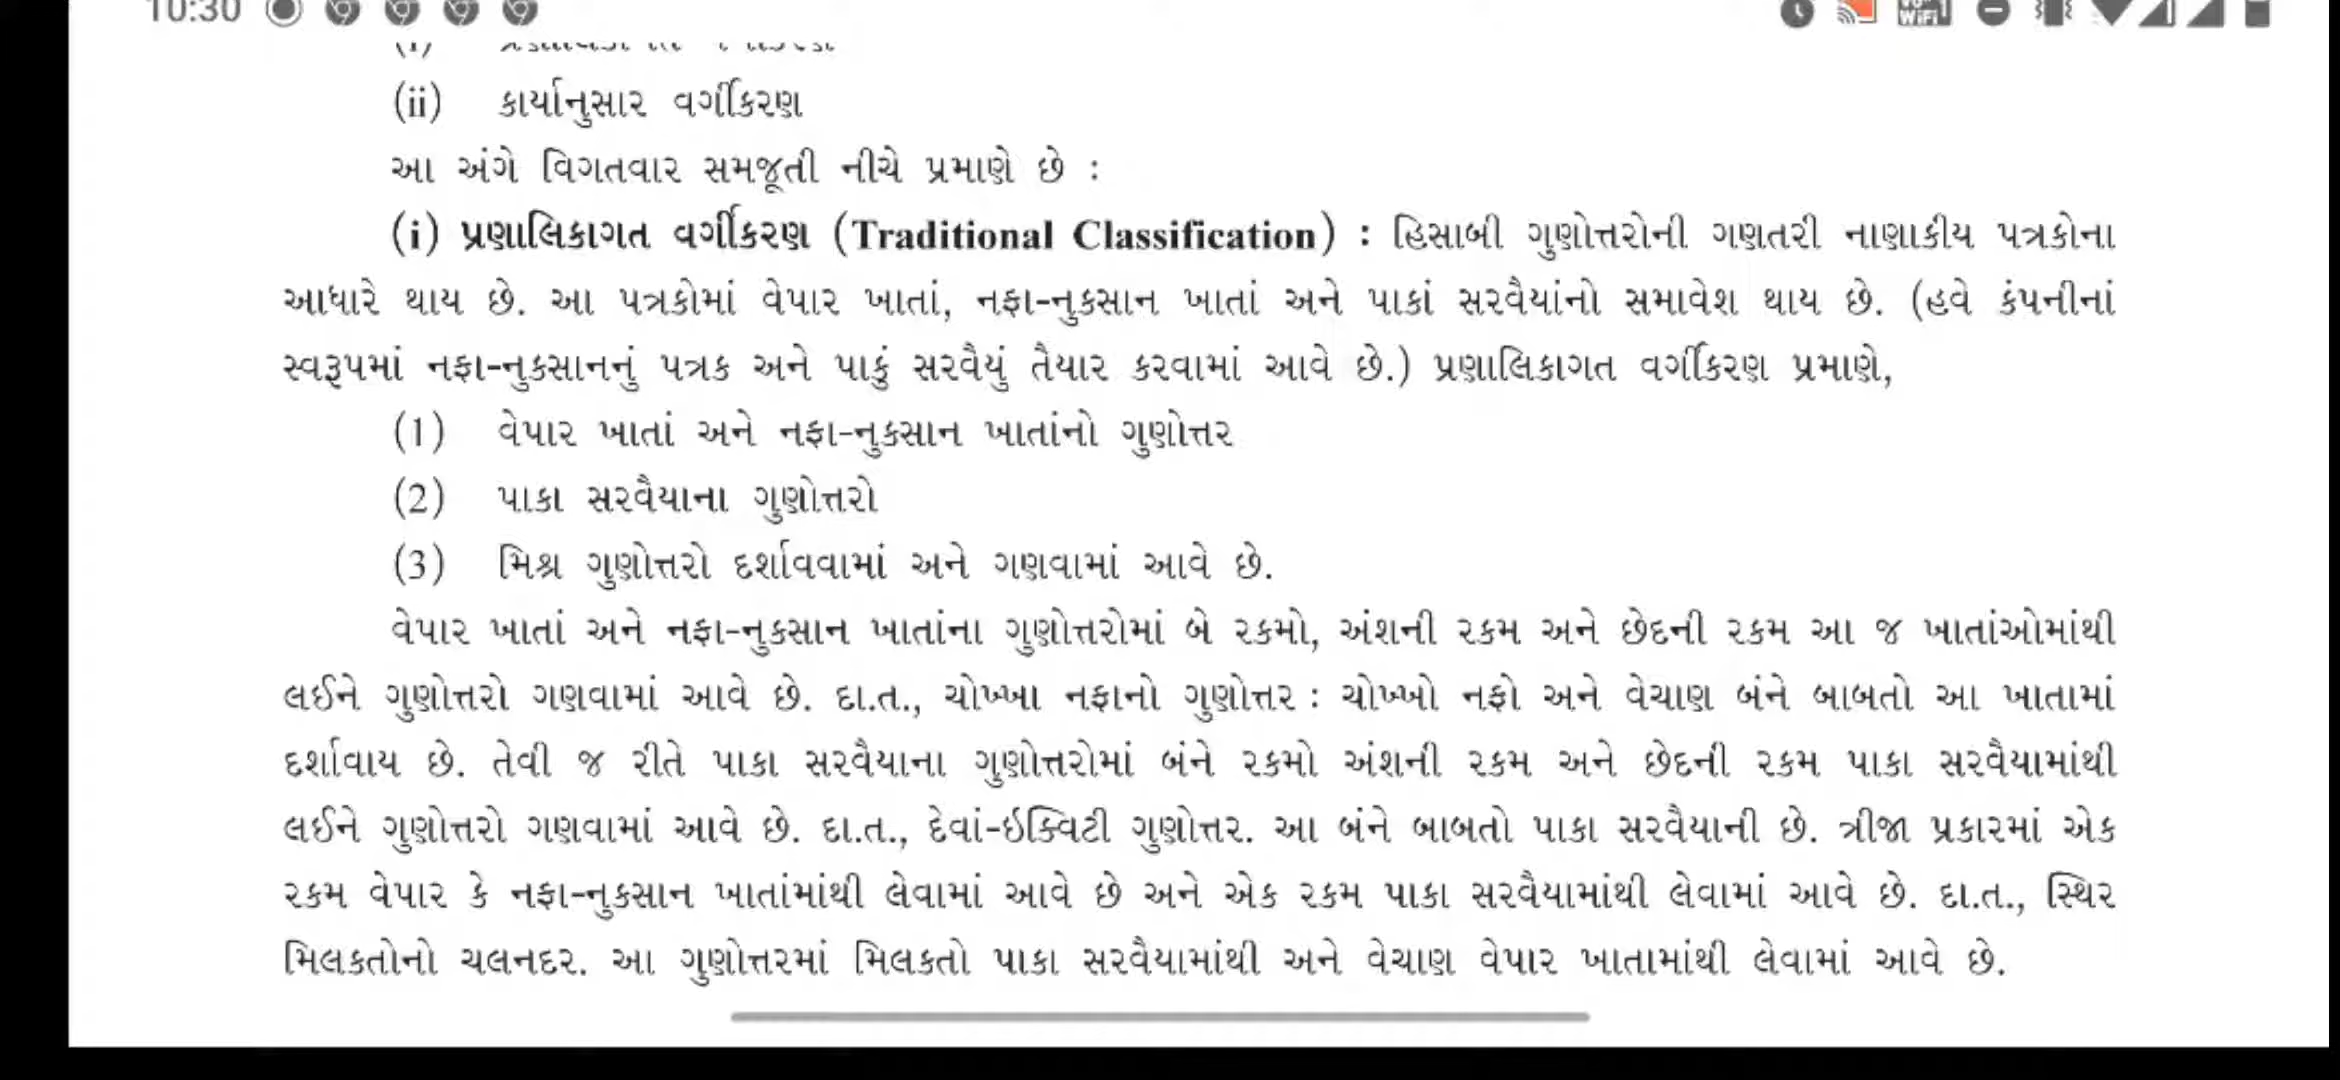 10:30
(ii) કાર્યાનુસાર વર્ગીકરણ
આ અંગે વિગતવાર સમજૂતી નીચે પ્રમાણે છે :
(i) પ્રણાલિકાગત વર્ગીકરણ (Traditional Classification) : હિસાબી ગુણોત્તરોની ગણતરી નાણાકીય પત્રકોના
આધારે થાય છે. આ પત્રકોમાં વેપાર ખાતાં, નફા-નુકસાન ખાતાં અને પાકાં સરવૈયાંનો સમાવેશ થાય છે. (હવે કંપનીનાં
સ્વરૂપમાં નફા-નુકસાનનું પત્રક અને પાકું સરવૈયું તૈયાર કરવામાં આવે છે.) પ્રણાલિકાગત વર્ગીકરણ પ્રમાણે,
(1) વેપાર ખાતાં અને નફા-નુકસાન ખાતાંનો ગુણોત્તર
(2) પાકા સરવૈયાના ગુણોત્તરો
(3) મિશ્ર ગુણોત્તરો દર્શાવવામાં અને ગણવામાં આવે છે.
વેપાર ખાતાં અને નફા-નુકસાન ખાતાંના ગુણોત્તરોમાં બે રકમો, અંશની રકમ અને છેદની રકમ આ જ ખાતાંઓમાંથી
લઈને ગુણોત્તરો ગણવામાં આવે છે. દા.ત., ચોખ્ખા નફાનો ગુણોત્તર : ચોખ્ખો નફો અને વેચાણ બંને બાબતો આ ખાતામાં
દર્શાવાય છે. તેવી જ રીતે પાકા સરવૈયાના ગુણોત્તરોમાં બંને રકમો અંશની રકમ અને છેદની રકમ પાકા સરવૈયામાંથી
લઈને ગુણોત્તરો ગણવામાં આવે છે. દા.ત., દેવાં-ઇક્વિટી ગુણોત્તર. આ બંને બાબતો પાકા સરવૈયાની છે. ત્રીજા પ્રકારમાં એક
રકમ વેપાર કે નફા-નુકસાન ખાતાંમાંથી લેવામાં આવે છે અને એક રકમ પાકા સરવૈયામાંથી લેવામાં આવે છે. દા.ત., સ્થિર
મિલકતોનો ચલનદર. આ ગુણોત્તરમાં મિલકતો પાકા સરવૈયામાંથી અને વેચાણ વેપાર ખાતામાંથી લેવામાં આવે છે.